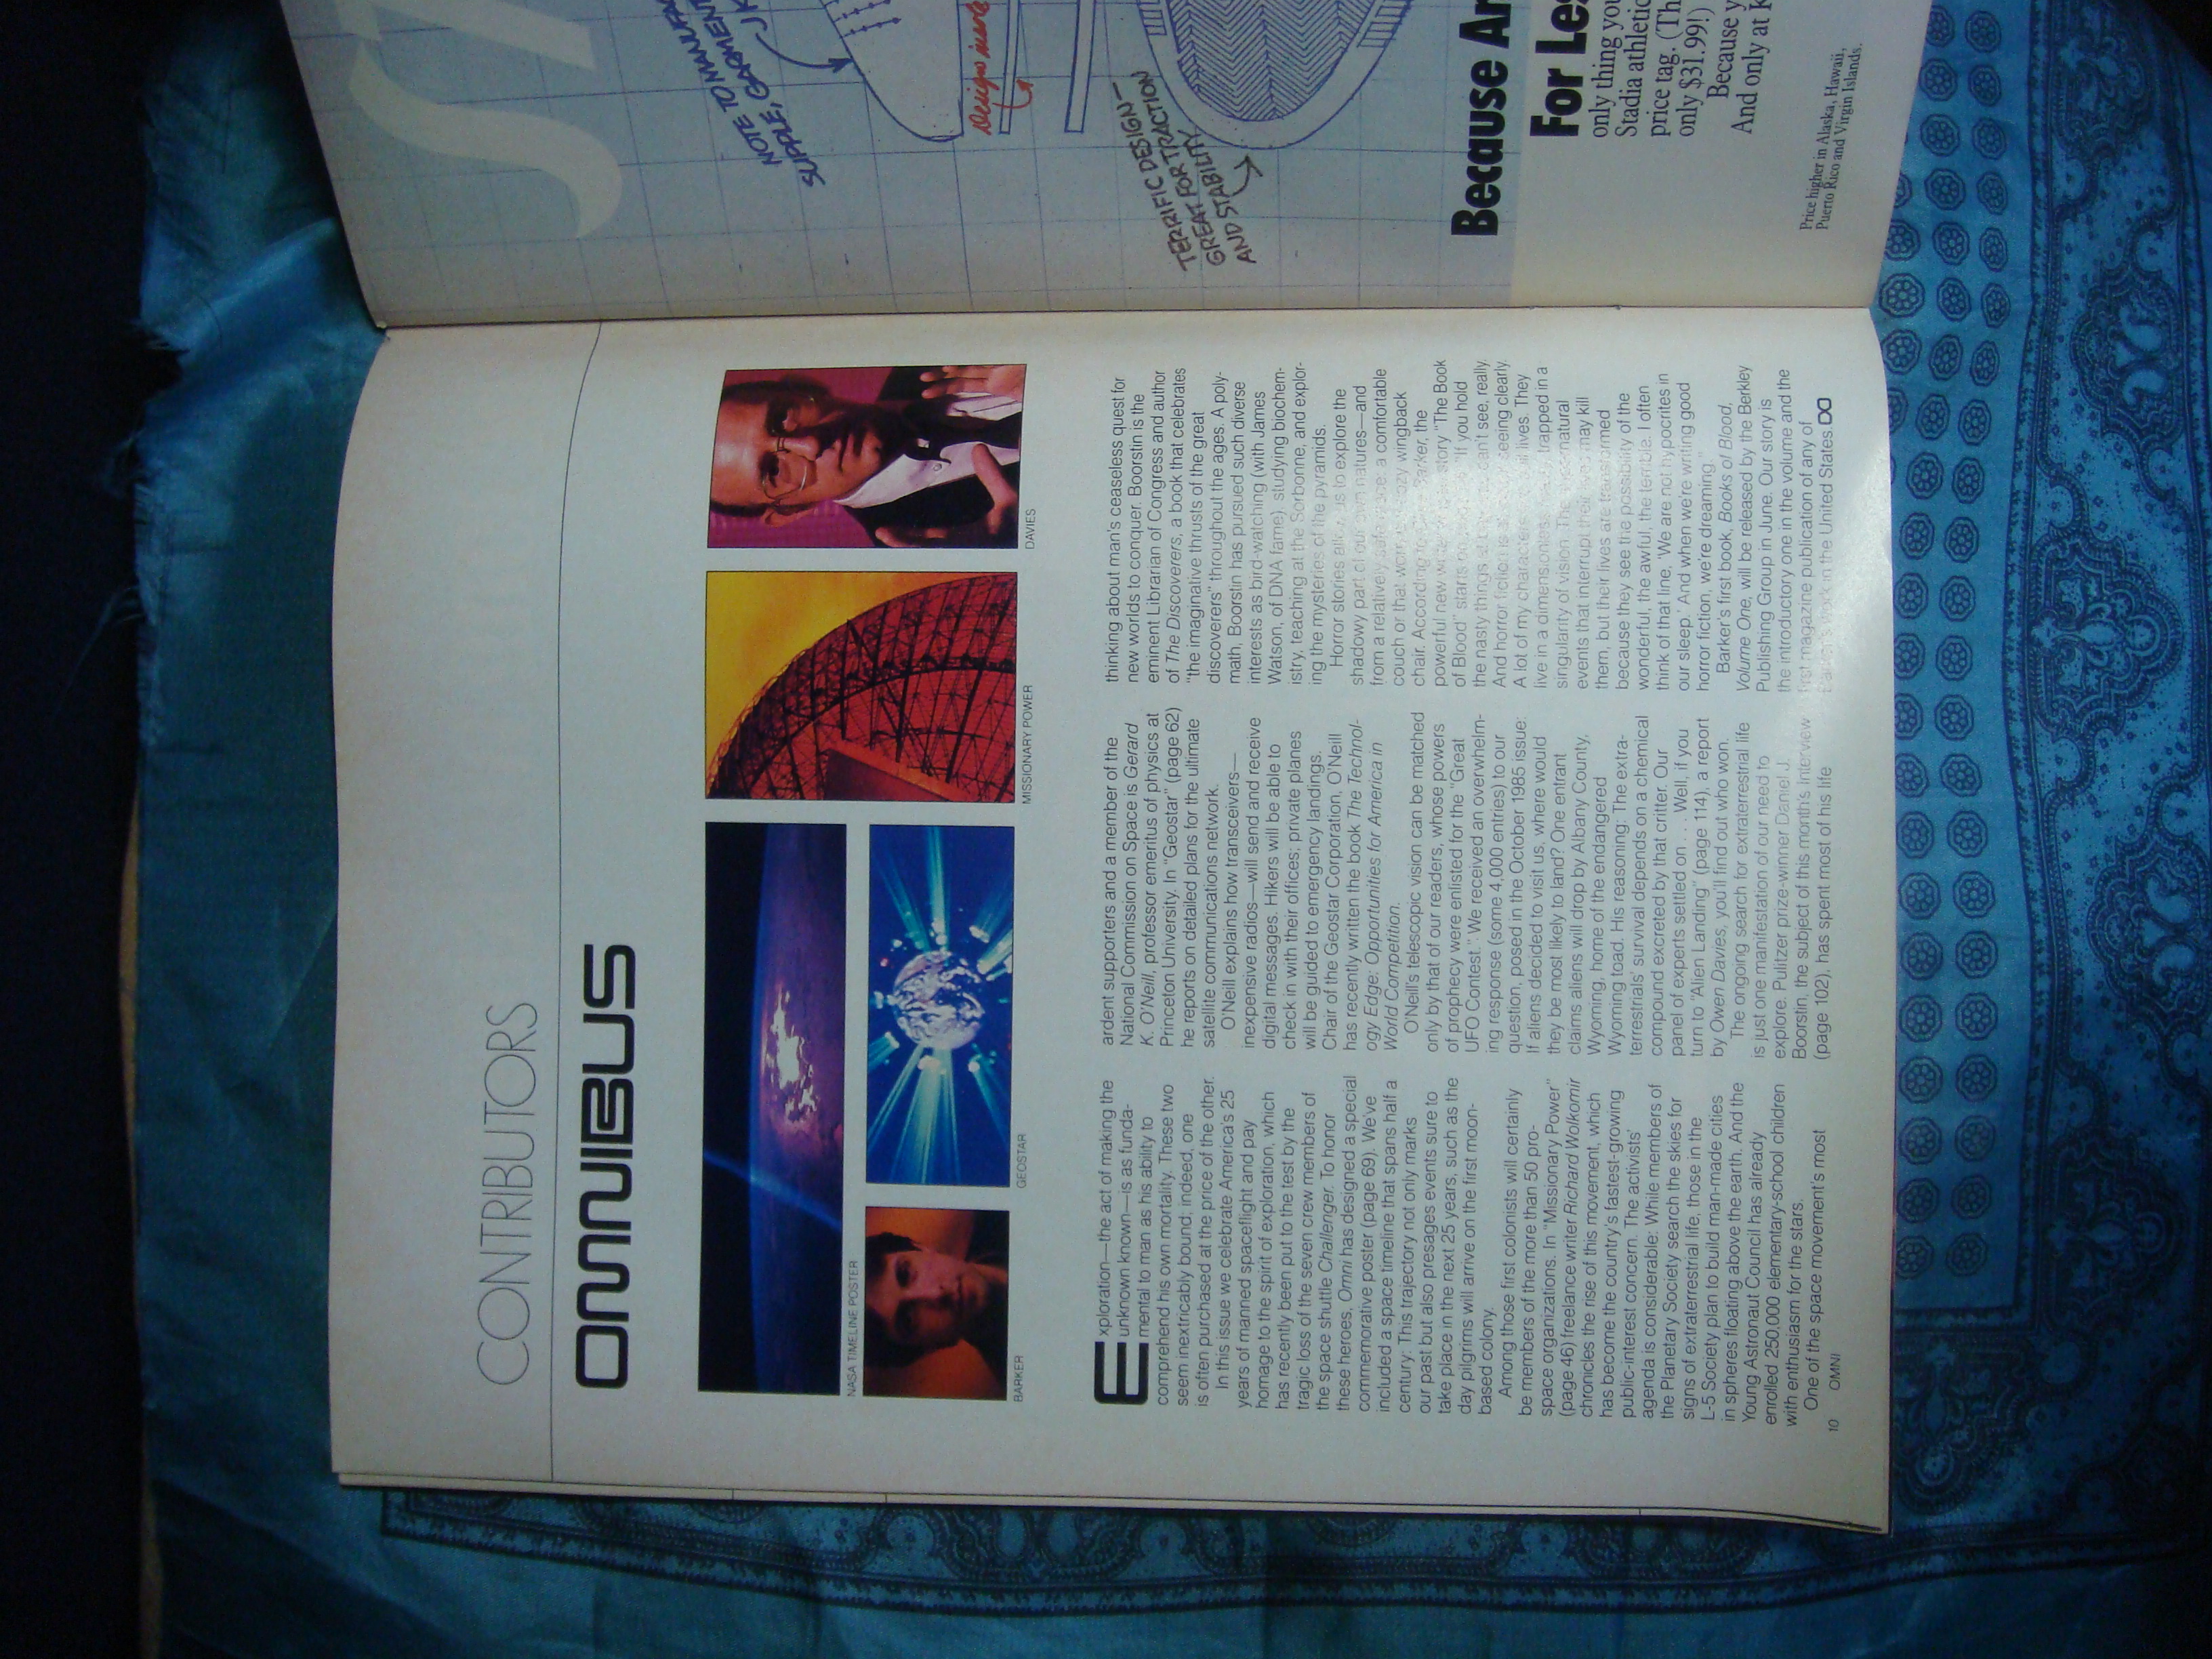 CONTRIBUTORS
OMNIBUS
NASA TIMELINE POSTER
BARKER
GEOSTAR
MISSIONARY POWER
DAVIES
Exploration—the act of making the
unknown known—is as funda-
mental to man as his ability to
comprehend his own mortality. These two
seem inextricably bound; indeed, one
is often purchased at the price of the other.
In this issue we celebrate America's 25
years of manned spaceflight and pay
homage to the spirit of exploration, which
has recently been put to the test by the
tragic loss of the seven crew members of
the space shuttle Challenger. To honor
these heroes, Omni has designed a special
commemorative poster (page 69). We've
included a space timeline that spans half a
century: This trajectory not only marks
our past but also presages events sure to
take place in the next 25 years, such as the
day pilgrims will arrive on the first moon-
based colony.
Among those first colonists will certainly
be members of the more than 50 pro-
space organizations. In "Missionary Power"
(page 46) freelance writer Richard Wolkomir
chronicles the rise of this movement, which
has become the country's fastest-growing
public-interest concern. The activists'
agenda is considerable: While members of
the Planetary Society search the skies for
signs of extraterrestrial life, those in the
L-5 Society plan to build man-made cities
in spheres floating above the earth. And the
Young Astronaut Council has already
enrolled 250,000 elementary-school children
with enthusiasm for the stars.
One of the space movement's most
ardent supporters and a member of the
National Commission on Space is Gerard
K. O'Neill, professor emeritus of physics at
Princeton University. In "Geostar" (page 62)
he reports on detailed plans for the ultimate
satellite communications network.
O'Neill explains how transceivers—
inexpensive radios—will send and receive
digital messages. Hikers will be able to
check in with their offices; private planes
will be guided to emergency landings.
Chair of the Geostar Corporation, O'Neill
has recently written the book The Technol-
ogy Edge: Opportunities for America in
World Competition.
O'Neill's telescopic vision can be matched
only by that of our readers, whose powers
of prophecy were enlisted for the "Great
UFO Contest." We received an overwhelm-
ing response (some 4,000 entries) to our
question, posed in the October 1985 issue:
If aliens decided to visit us, where would
they be most likely to land? One entrant
claims aliens will drop by Albany County,
Wyoming, home of the endangered
Wyoming toad. His reasoning: The extra-
terrestrials' survival depends on a chemical
compound excreted by that critter. Our
panel of experts settled on . . . Well, if you
turn to "Alien Landing" (page 114), a report
by Owen Davies, you'll find out who won.
The ongoing search for extraterrestrial life
is just one manifestation of our need to
explore. Pulitzer prize-winner Daniel J.
Boorstin, the subject of this month's Interview
(page 102), has spent most of his life
thinking about man's ceaseless quest for
new worlds to conquer. Boorstin is the
eminent Librarian of Congress and author
of The Discoverers, a book that celebrates
"the imaginative thrusts of the great
discoverers" throughout the ages. A poly-
math, Boorstin has pursued such diverse
interests as bird-watching (with James
Watson, of DNA fame), studying biochem-
istry, teaching at the Sorbonne, and explor-
ing the mysteries of the pyramids.
Horror stories allow us to explore the
shadowy part of our own natures—and
from a relatively safe place: a comfortable
couch or that worn, cozy wingback
chair. According to Barker, the
powerful new story "The Book
of Blood" starts "If you hold
the nasty things can't see, really.
And horror fiction is seeing clearly.
A lot of my characters lives. They
live in a dimensionless trapped in a
singularity of vision. The natural
events that interrupt their lives may kill
them, but their lives are transformed
because they see the possibility of the
wonderful, the awful, the terrible. I often
think of that line, 'We are not hypocrites in
our sleep.' And when we're writing good
horror fiction, we're dreaming."
Barker's first book, Books of Blood,
Volume One, will be released by the Berkley
Publishing Group in June. Our story is
the introductory one in the volume and the
first magazine publication of any of
Barker's work in the United States.
10 OMNI
NOTE TO MANUFAC
SUPPLE, GARMENT
JK
Designs insole
TERRIFIC DESIGN—
GREAT FOR TRACTION
AND STABILITY
Because Ar
For Les
only thing you
Stadia athletic
price tag. (Th
only $31.99!)
Because y
And only at K
Price higher in Alaska, Hawaii,
Puerto Rico and Virgin Islands.